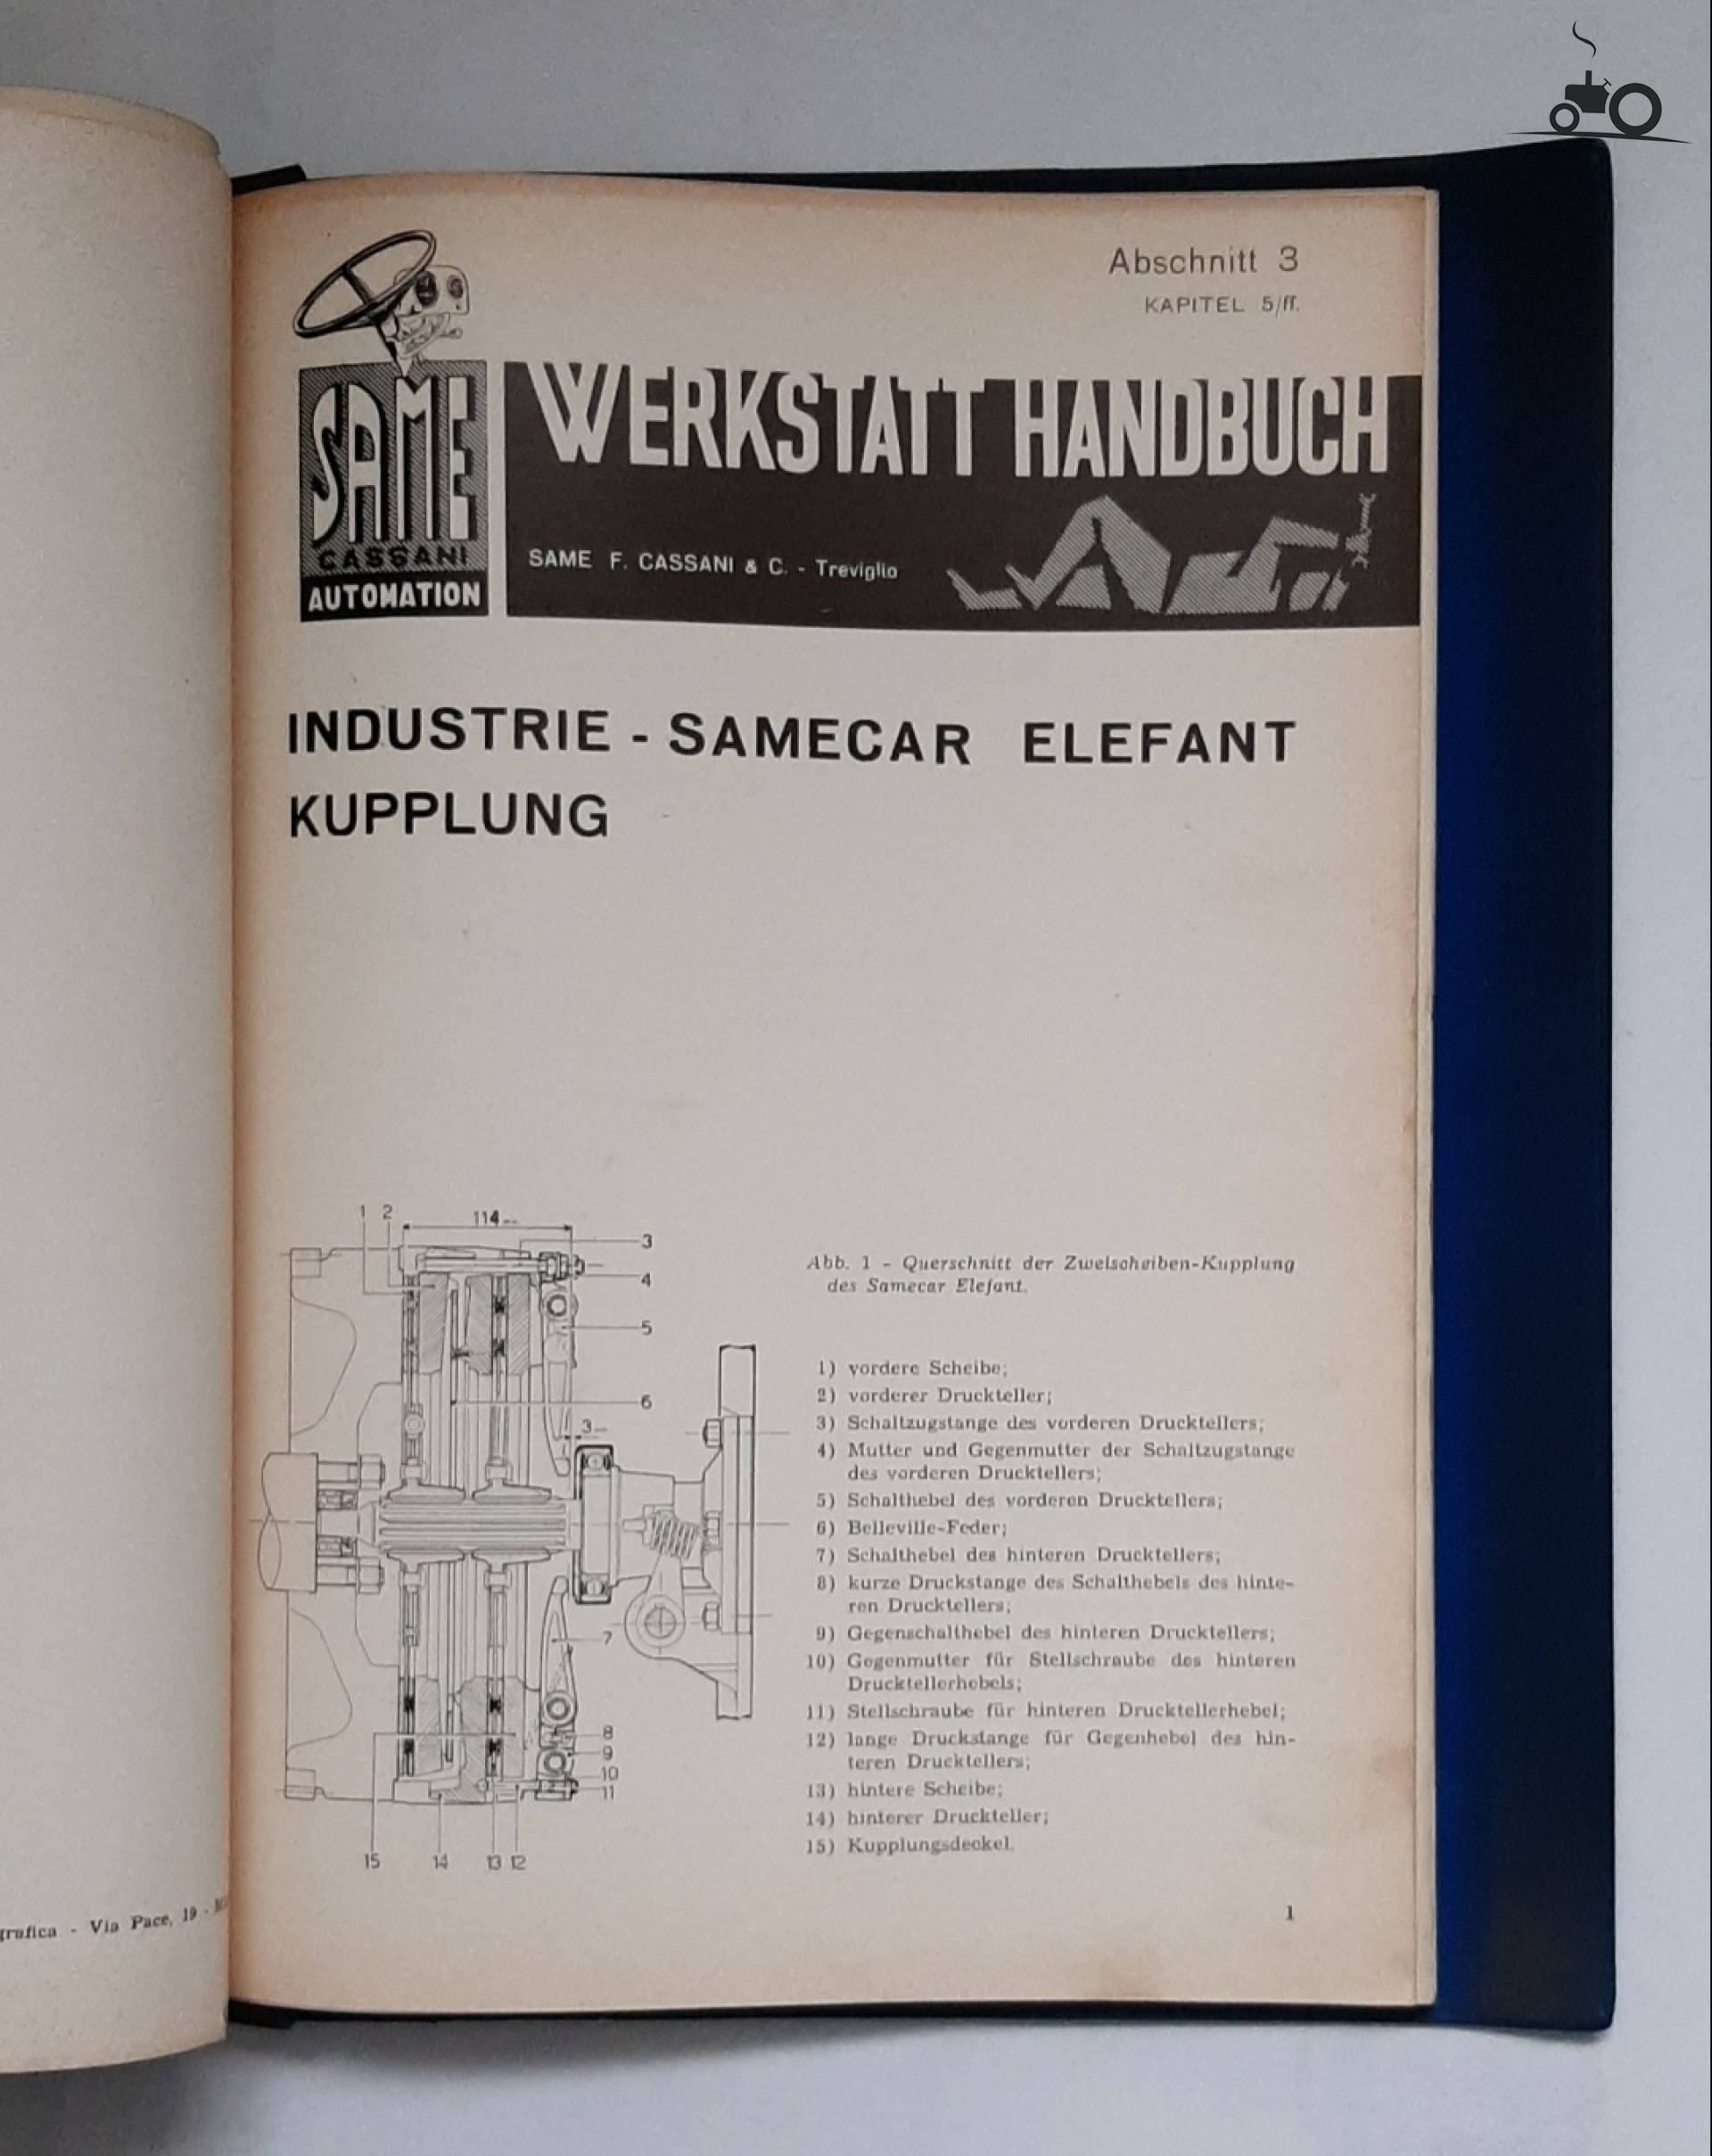 Abschnitt 3
KAPITEL 5/ff.
SAME
CASSANI
AUTOMATION
WERKSTATT HANDBUCH
SAME F. CASSANI & C. - Treviglio
INDUSTRIE - SAMECAR ELEFANT
KUPPLUNG
1 2 114
3
4
5
6
3
7
8
9
10
11
15 14 13 12
Abb. 1 - Querschnitt der Zweischeiben-Kupplung
des Samecar Elefant.
1) vordere Scheibe;
2) vorderer Druckteller;
3) Schaltzugstange des vorderen Drucktellers;
4) Mutter und Gegenmutter der Schaltzugstange
des vorderen Drucktellers;
5) Schalthebel des vorderen Drucktellers;
6) Belleville-Feder;
7) Schalthebel des hinteren Drucktellers;
8) kurze Druckstange des Schalthebels des hinte-
ren Drucktellers;
9) Gegenschalthebel des hinteren Drucktellers;
10) Gegenmutter für Stellschraube des hinteren
Drucktellerhebels;
11) Stellschraube für hinteren Drucktellerhebel;
12) lange Druckstange für Gegenhebel des hin-
teren Drucktellers;
13) hintere Scheibe;
14) hinterer Druckteller;
15) Kupplungsdeckel.
1
grafica - Via Pace, 19 -